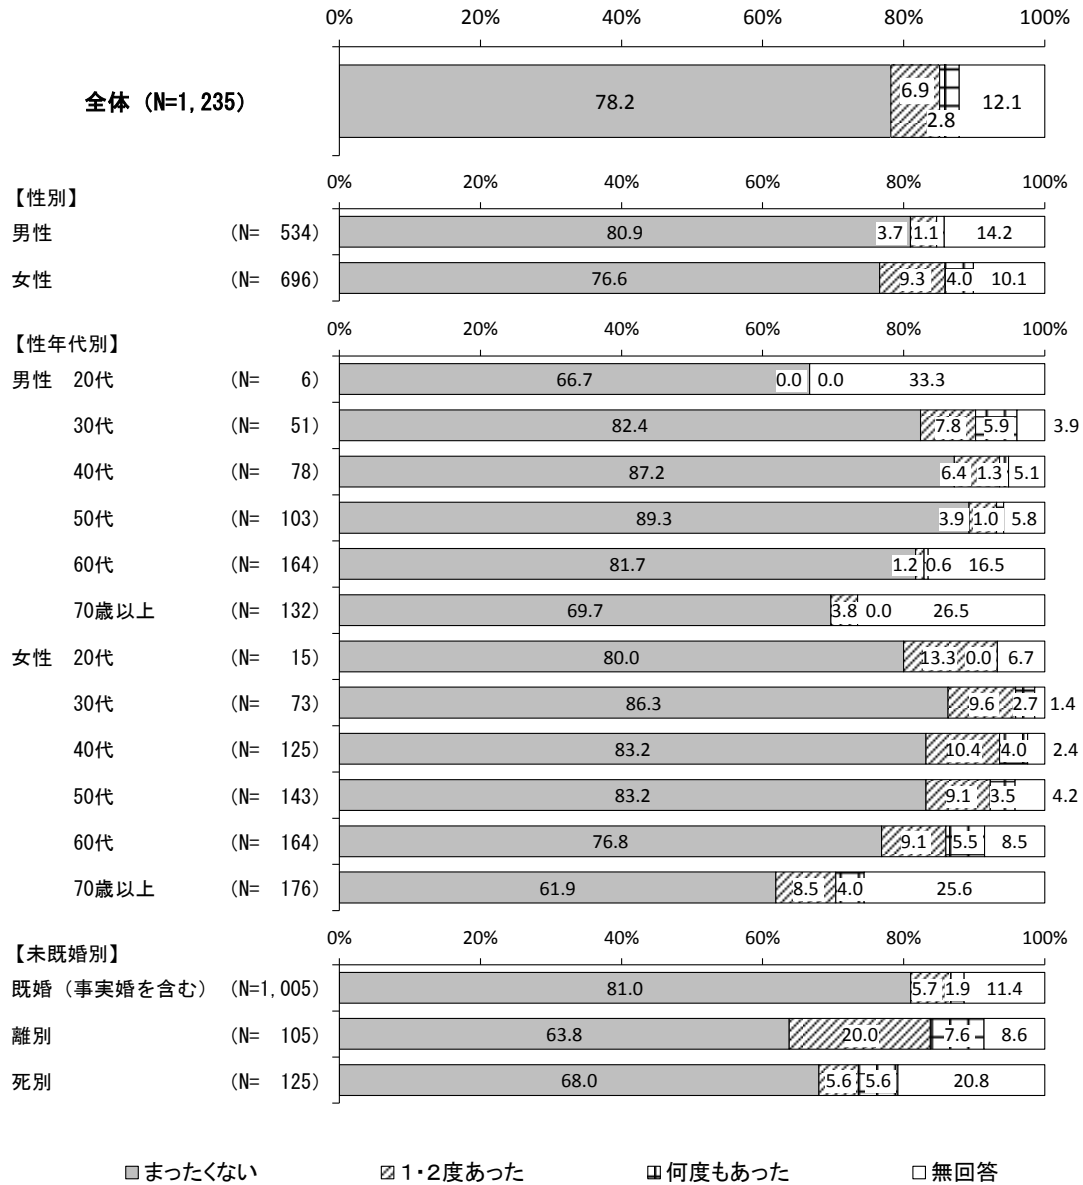 0% 20% 40% 60% 80% 100%
全体（N=1,235） 78.2 6.9 2.8 12.1
【性別】 0% 20% 40% 60% 80% 100%
男性 （N= 534） 80.9 3.7 1.1 14.2
女性 （N= 696） 76.6 9.3 4.0 10.1
【性年代別】 0% 20% 40% 60% 80% 100%
男性 20代 （N= 6） 66.7 0.0 0.0 33.3
30代 （N= 51） 82.4 7.8 5.9 3.9
40代 （N= 78） 87.2 6.4 1.3 5.1
50代 （N= 103） 89.3 3.9 1.0 5.8
60代 （N= 164） 81.7 1.2 0.6 16.5
70歳以上 （N= 132） 69.7 3.8 0.0 26.5
女性 20代 （N= 15） 80.0 13.3 0.0 6.7
30代 （N= 73） 86.3 9.6 2.7 1.4
40代 （N= 125） 83.2 10.4 4.0 2.4
50代 （N= 143） 83.2 9.1 3.5 4.2
60代 （N= 164） 76.8 9.1 5.5 8.5
70歳以上 （N= 176） 61.9 8.5 4.0 25.6
【未既婚別】 0% 20% 40% 60% 80% 100%
既婚（事実婚を含む） （N=1,005） 81.0 5.7 1.9 11.4
離別 （N= 105） 63.8 20.0 7.6 8.6
死別 （N= 125） 68.0 5.6 5.6 20.8
まったくない 1・2度あった 何度もあった 無回答